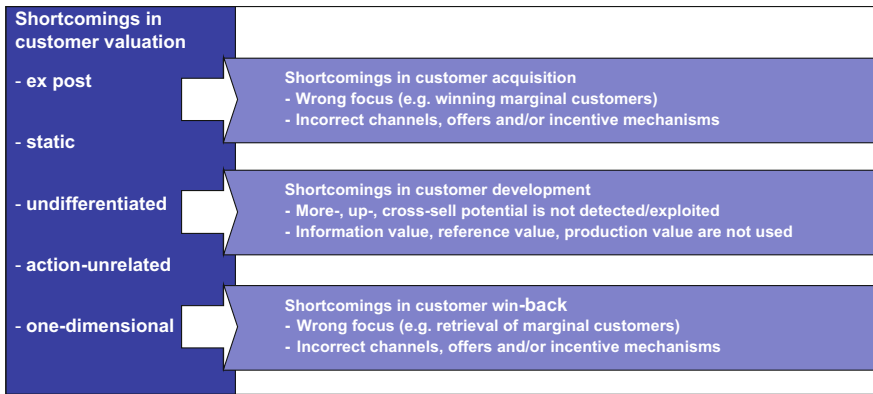 Shortcomings in
customer valuation
- ex post
- static
- undifferentiated
- action-unrelated
- one-dimensional
Shortcomings in customer acquisition
- Wrong focus (e.g. winning marginal customers)
- Incorrect channels, offers and/or incentive mechanisms
Shortcomings in customer development
- More-, up-, cross-sell potential is not detected/exploited
- Information value, reference value, production value are not used
Shortcomings in customer win-back
- Wrong focus (e.g. retrieval of marginal customers)
- Incorrect channels, offers and/or incentive mechanisms